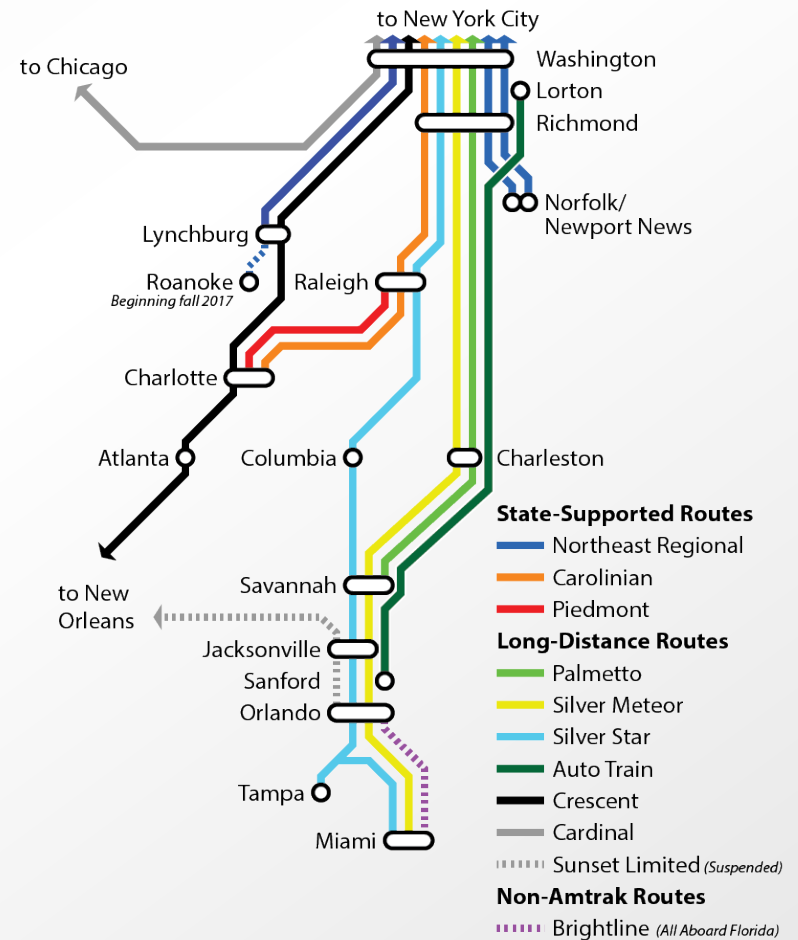 to New York City
to Chicago
Washington
Lorton
Richmond
Norfolk/
Newport News
Lynchburg
Roanoke
Beginning fall 2017
Raleigh
Charlotte
Atlanta
Columbia
Charleston
to New
Orleans
Savannah
Jacksonville
Sanford
Orlando
Tampa
Miami
State-Supported Routes
Northeast Regional
Carolinian
Piedmont
Long-Distance Routes
Palmetto
Silver Meteor
Silver Star
Auto Train
Crescent
Cardinal
Sunset Limited (Suspended)
Non-Amtrak Routes
Brightline (All Aboard Florida)